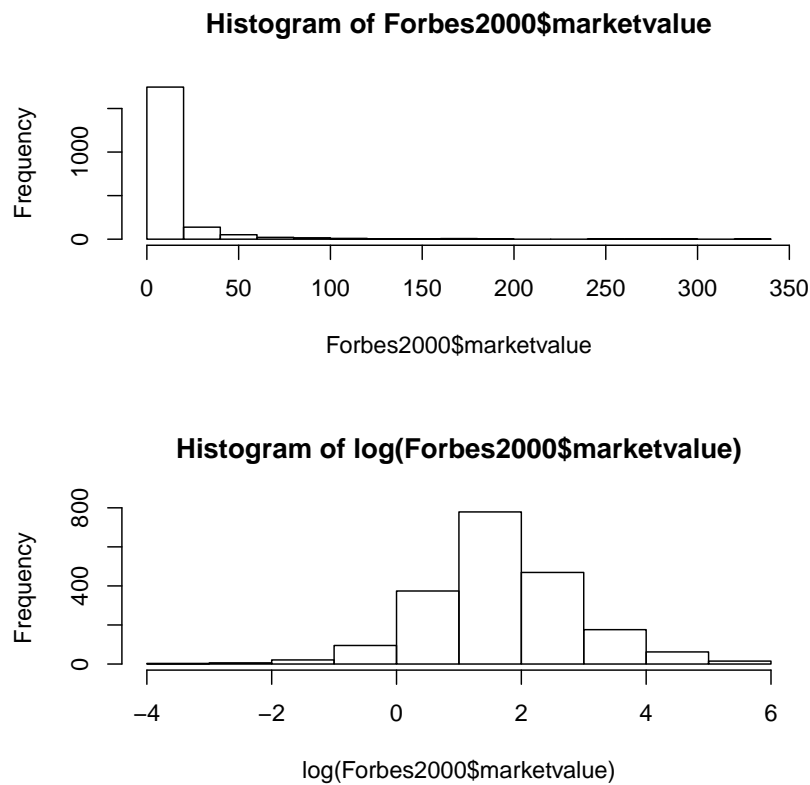 Histogram of Forbes2000$marketvalue
Frequency
1000
0
0 50 100 150 200 250 300 350
Forbes2000$marketvalue
Histogram of log(Forbes2000$marketvalue)
Frequency
800
400
0
−4 −2 0 2 4 6
log(Forbes2000$marketvalue)